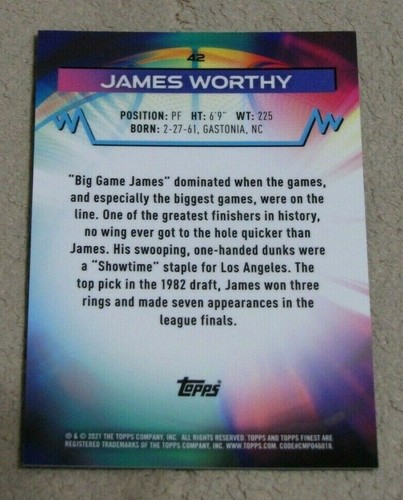 42
JAMES WORTHY
POSITION: PF HT: 6'9" WT: 225
BORN: 2-27-61, GASTONIA, NC
"Big Game James" dominated when the games,
and especially the biggest games, were on
the line. One of the greatest finishers in history,
no wing ever got to the hole quicker than
James. His swooping, one-handed dunks were
a "Showtime" staple for Los Angeles. The
top pick in the 1982 draft, James won three
rings and made seven appearances in the
league finals.
Topps
® & © 2021 THE TOPPS COMPANY, INC. ALL RIGHTS RESERVED. TOPPS AND TOPPS FINEST ARE
REGISTERED TRADEMARKS OF THE TOPPS COMPANY, INC. WWW.TOPPS.COM. CODE#CMP046018.